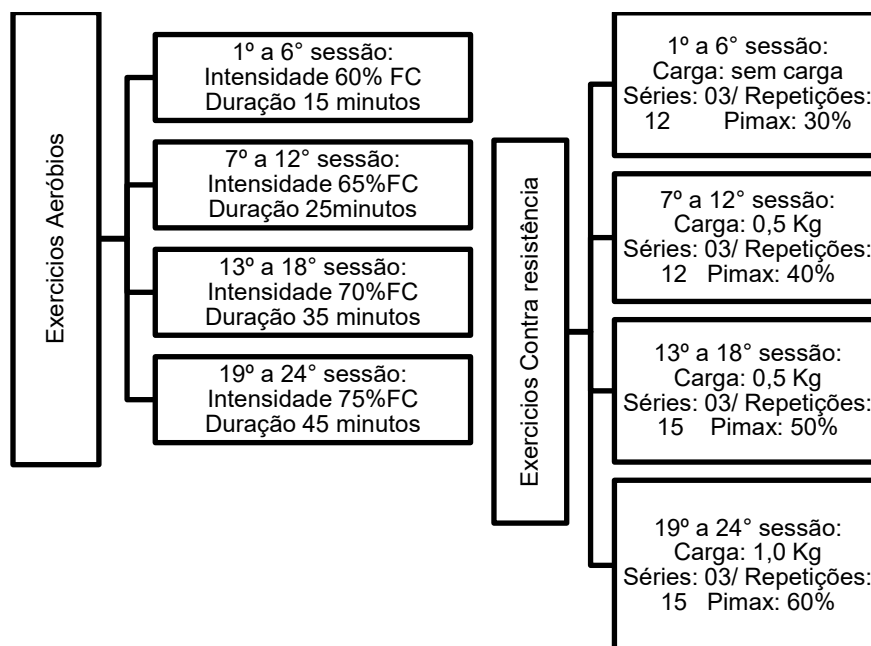 Exercicios Aeróbios
1º a 6° sessão:
Intensidade 60% FC
Duração 15 minutos
7º a 12° sessão:
Intensidade 65%FC
Duração 25minutos
13º a 18° sessão:
Intensidade 70%FC
Duração 35 minutos
19º a 24° sessão:
Intensidade 75%FC
Duração 45 minutos
Exercicios Contra resistência
1º a 6° sessão:
Carga: sem carga
Séries: 03/ Repetições:
12 Pimax: 30%
7º a 12° sessão:
Carga: 0,5 Kg
Séries: 03/ Repetições:
12 Pimax: 40%
13º a 18° sessão:
Carga: 0,5 Kg
Séries: 03/ Repetições:
15 Pimax: 50%
19º a 24° sessão:
Carga: 1,0 Kg
Séries: 03/ Repetições:
15 Pimax: 60%